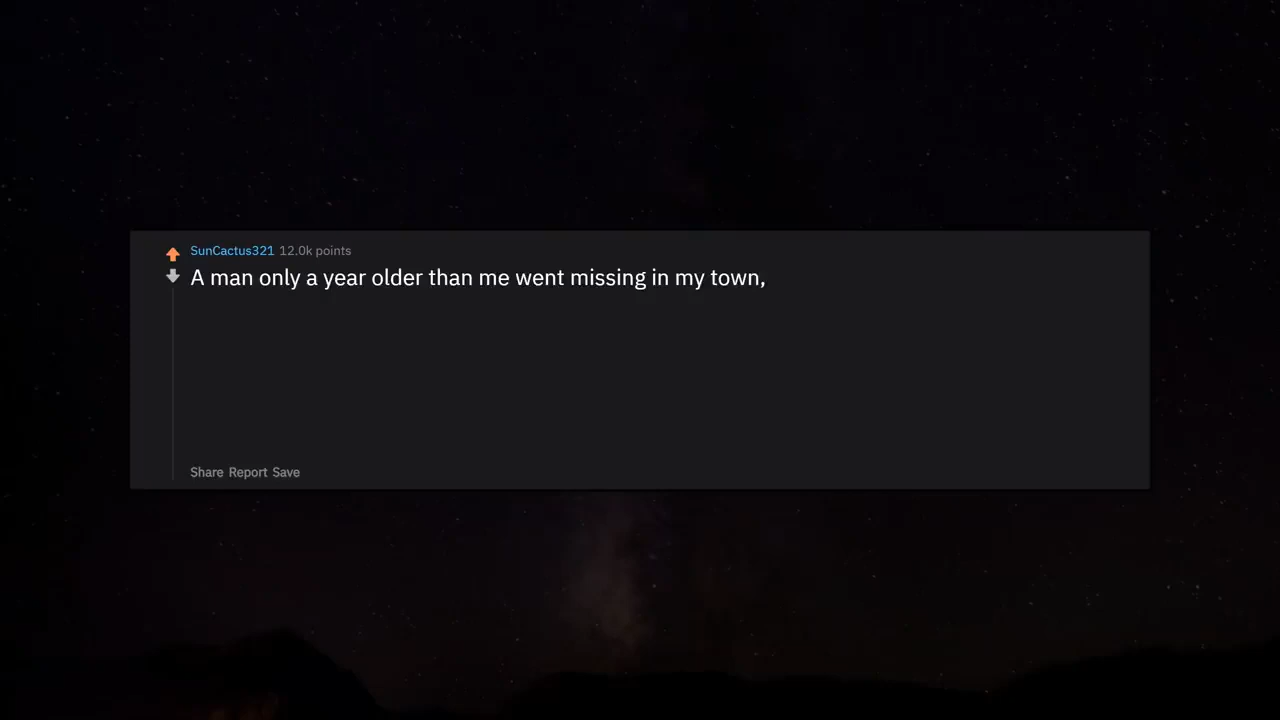 SunCactus321 12.0k points
A man only a year older than me went missing in my town,
Share Report Save